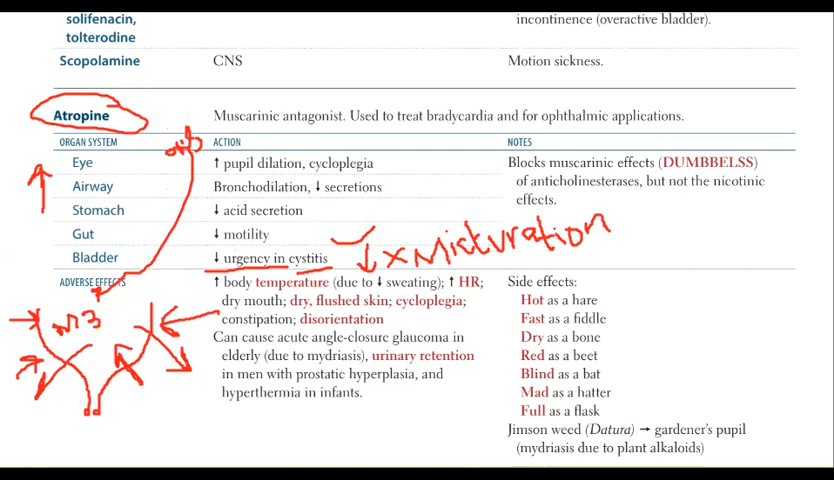 solifenacin,
tolterodine
incontinence (overactive bladder).
Scopolamine CNS Motion sickness.
Atropine Muscarinic antagonist. Used to treat bradycardia and for ophthalmic applications.
ORGAN SYSTEM ACTION NOTES
Eye ↑ pupil dilation, cycloplegia
Airway Bronchodilation, ↓ secretions
Stomach ↓ acid secretion
Gut ↓ motility
Bladder ↓ urgency in cystitis
Blocks muscarinic effects (DUMBBELSS)
of anticholinesterases, but not the nicotinic
effects.
↓ × Micturation
ADVERSE EFFECTS ↑ body temperature (due to ↓ sweating); ↑ HR;
dry mouth; dry, flushed skin; cycloplegia;
constipation; disorientation
Can cause acute angle-closure glaucoma in
elderly (due to mydriasis), urinary retention
in men with prostatic hyperplasia, and
hyperthermia in infants.
Side effects:
Hot as a hare
Fast as a fiddle
Dry as a bone
Red as a beet
Blind as a bat
Mad as a hatter
Full as a flask
Jimson weed (Datura) → gardener's pupil
(mydriasis due to plant alkaloids)
M3